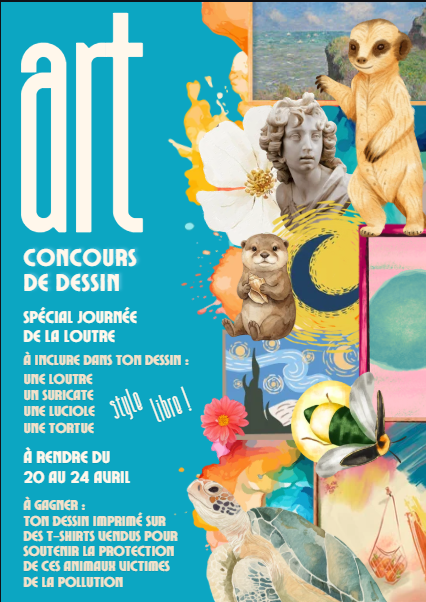 art
CONCOURS
DE DESSIN
SPÉCIAL JOURNÉE
DE LA LOUTRE
À INCLURE DANS TON DESSIN :
UNE LOUTRE
UN SURICATE
UNE LUCIOLE
UNE TORTUE
style libre !
À RENDRE DU
20 AU 24 AVRIL
À GAGNER :
TON DESSIN IMPRIMÉ SUR
DES T-SHIRTS VENDUS POUR
SOUTENIR LA PROTECTION
DE CES ANIMAUX VICTIMES
DE LA POLLUTION